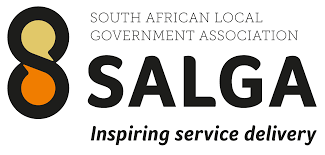 SOUTH AFRICAN LOCAL
GOVERNMENT ASSOCIATION
SALGA
Inspiring service delivery